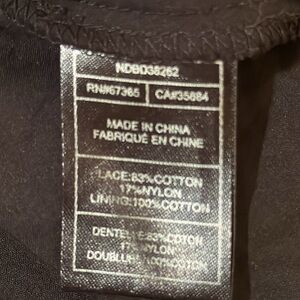 NDBD38262
RN#67365 CA#35884
MADE IN CHINA
FABRIQUÉ EN CHINE
LACE:83%COTTON
17%NYLON
LINING:100%COTTON
DENTELLE:83%COTON
17%NYLON
DOUBLURE:100%COTON